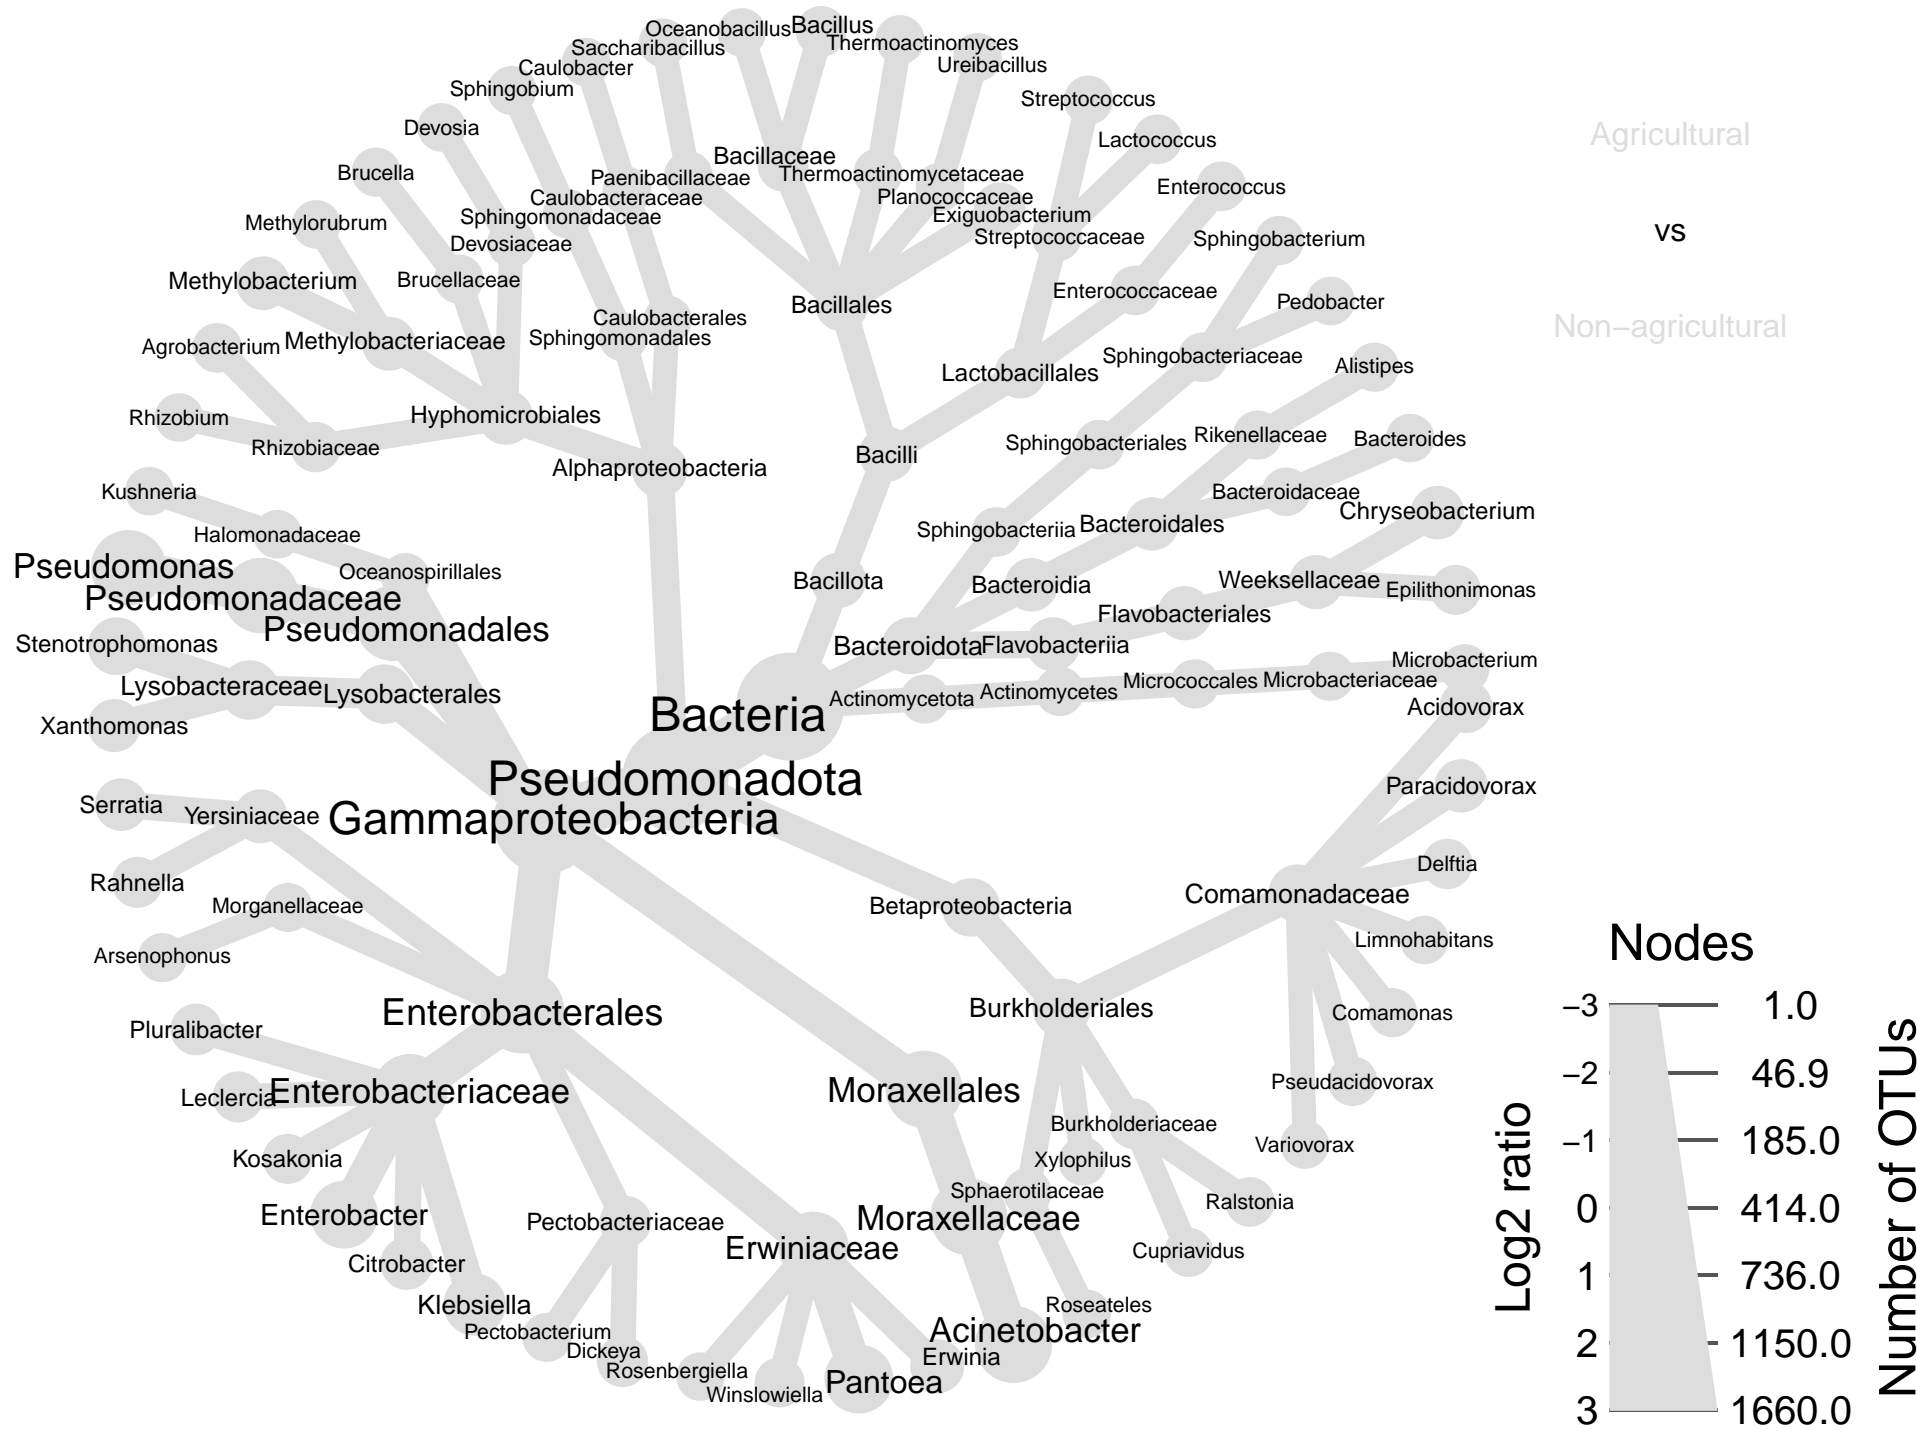 Oceanobacillus
Bacillus
Saccharibacillus
Thermoactinomyces
Caulobacter
Ureibacillus
Sphingobium
Streptococcus
Devosia
Lactococcus
Bacillaceae
Brucella
Paenibacillaceae
Thermoactinomycetaceae
Enterococcus
Caulobacteraceae
Planococcaceae
Methylorubrum
Sphingomonadaceae
Exiguobacterium
Devosiaceae
Streptococcaceae
Sphingobacterium
Methylobacterium
Brucellaceae
Enterococcaceae
Bacillales
Pedobacter
Caulobacterales
Agrobacterium
Methylobacteriaceae
Sphingomonadales
Lactobacillales
Sphingobacteriaceae
Alistipes
Rhizobium
Hyphomicrobiales
Rhizobiaceae
Alphaproteobacteria
Bacilli
Sphingobacteriales
Rikenellaceae
Bacteroides
Kushneria
Bacteroidaceae
Chryseobacterium
Halomonadaceae
Sphingobacteriia
Bacteroidales
Pseudomonas
Oceanospirillales
Bacillota
Bacteroidia
Weeksellaceae
Epilithonimonas
Pseudomonadaceae
Pseudomonadales
Flavobacteriales
Stenotrophomonas
Bacteroidota
Flavobacteriia
Microbacterium
Lysobacteraceae
Lysobacterales
Actinomycetota
Actinomycetes
Micrococcales
Microbacteriaceae
Xanthomonas
Bacteria
Acidovorax
Pseudomonadota
Paracidovorax
Serratia
Yersiniaceae
Gammaproteobacteria
Delftia
Rahnella
Comamonadaceae
Morganellaceae
Betaproteobacteria
Limnohabitans
Arsenophonus
Enterobacterales
Burkholderiales
Comamonas
Pluralibacter
Leclercia
Enterobacteriaceae
Moraxellales
Pseudacidovorax
Burkholderiaceae
Variovorax
Kosakonia
Xylophilus
Sphaerotilaceae
Ralstonia
Enterobacter
Pectobacteriaceae
Moraxellaceae
Erwiniaceae
Cupriavidus
Citrobacter
Klebsiella
Roseateles
Pectobacterium
Acinetobacter
Dickeya
Erwinia
Rosenbergiella
Winslowiella
Pantoea
Agricultural
vs
Non−agricultural
Nodes
−3 1.0
−2 46.9
−1 185.0
0 414.0
1 736.0
2 1150.0
3 1660.0
Log2 ratio
Number of OTUs